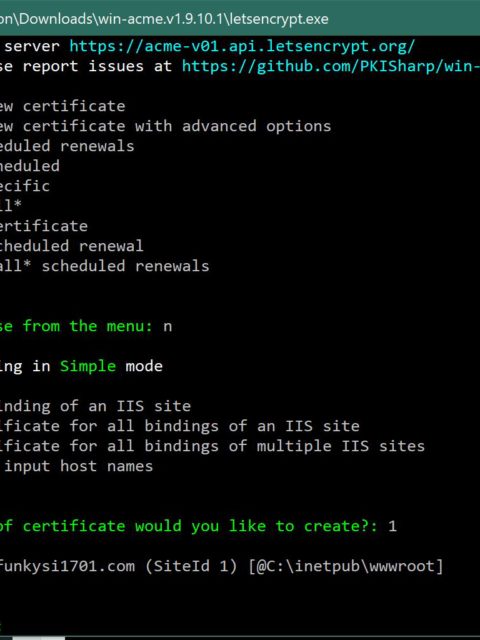 on\Downloads\win-acme.v1.9.10.1\letsencrypt.exe
server https://acme-v01.api.letsencrypt.org/
se report issues at https://github.com/PKISharp/win-
ew certificate
ew certificate with advanced options
eduled renewals
heduled
ecific
ll*
ertificate
cheduled renewal
all* scheduled renewals
se from the menu: n
ing in Simple mode
inding of an IIS site
ificate for all bindings of an IIS site
ificate for all bindings of multiple IIS sites
input host names
of certificate would you like to create?: 1
funkysi1701.com (SiteId 1) [@C:\inetpub\wwwroot]